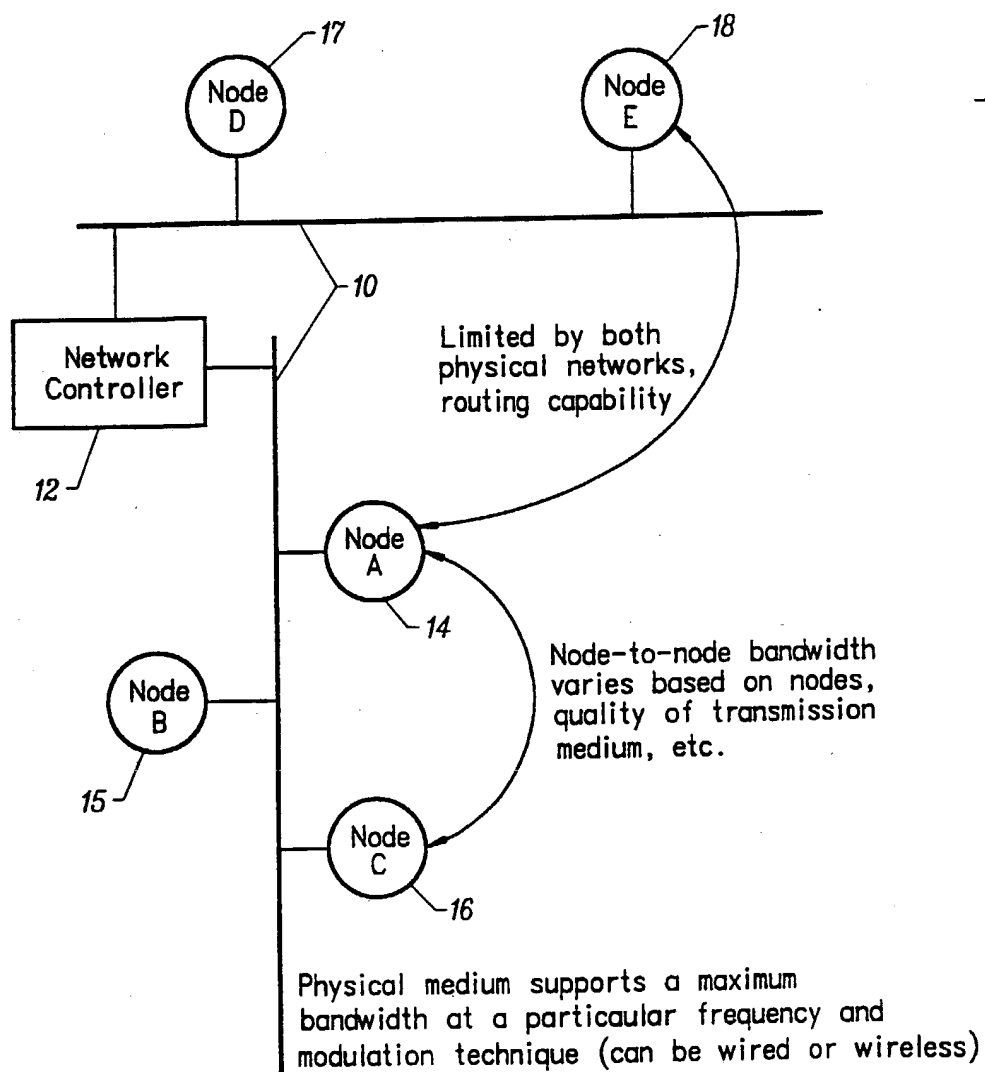 17
18
Node
D
Node
E
10
Network
Controller
12
Limited by both
physical networks,
routing capability
Node
A
14
Node-to-node bandwidth
varies based on nodes,
quality of transmission
medium, etc.
Node
B
15
Node
C
16
Physical medium supports a maximum
bandwidth at a particaular frequency and
modulation technique (can be wired or wireless)